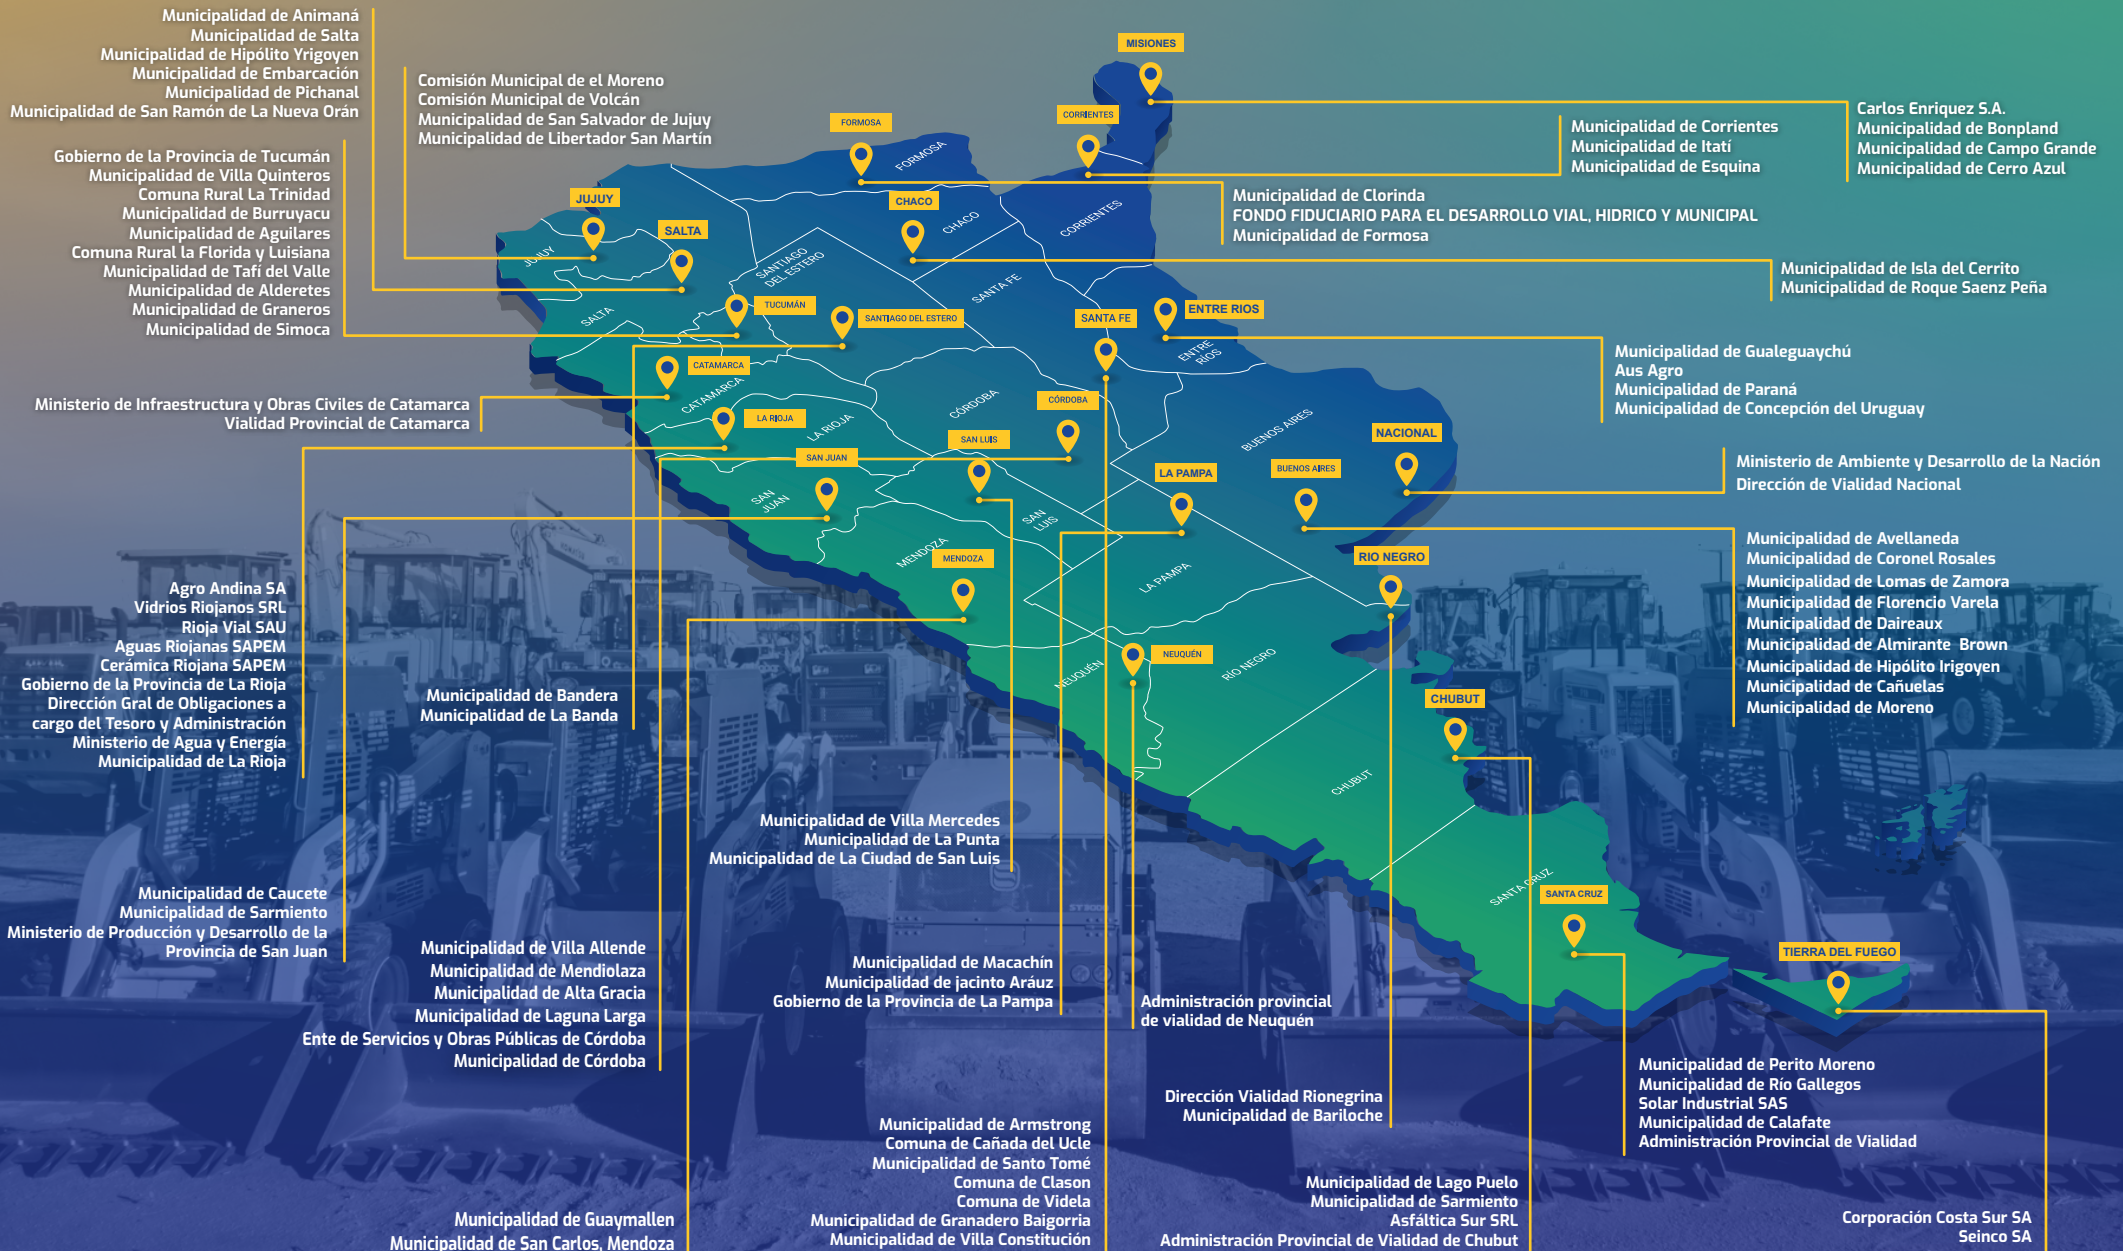 Municipalidad de Animaná
Municipalidad de Salta
Municipalidad de Hipólito Yrigoyen
Municipalidad de Embarcación
Municipalidad de Pichanal
Municipalidad de San Ramón de La Nueva Orán
Comisión Municipal de el Moreno
Comisión Municipal de Volcán
Municipalidad de San Salvador de Jujuy
Municipalidad de Libertador San Martín
Gobierno de la Provincia de Tucumán
Municipalidad de Villa Quinteros
Comuna Rural La Trinidad
Municipalidad de Burruyacu
Municipalidad de Aguilares
Comuna Rural la Florida y Luisiana
Municipalidad de Tafí del Valle
Municipalidad de Alderetes
Municipalidad de Graneros
Municipalidad de Simoca
Ministerio de Infraestructura y Obras Civiles de Catamarca
Vialidad Provincial de Catamarca
Agro Andina SA
Vidrios Riojanos SRL
Rioja Vial SAU
Aguas Riojanas SAPEM
Cerámica Riojana SAPEM
Gobierno de la Provincia de La Rioja
Dirección Gral de Obligaciones a
cargo del Tesoro y Administración
Ministerio de Agua y Energía
Municipalidad de La Rioja
Municipalidad de Caucete
Municipalidad de Sarmiento
Ministerio de Producción y Desarrollo de la
Provincia de San Juan
Municipalidad de Bandera
Municipalidad de La Banda
Municipalidad de Villa Allende
Municipalidad de Mendiolaza
Municipalidad de Alta Gracia
Municipalidad de Laguna Larga
Ente de Servicios y Obras Públicas de Córdoba
Municipalidad de Córdoba
Municipalidad de Guaymallen
Municipalidad de San Carlos, Mendoza
Municipalidad de Villa Mercedes
Municipalidad de La Punta
Municipalidad de La Ciudad de San Luis
Municipalidad de Macachín
Municipalidad de jacinto Aráuz
Gobierno de la Provincia de La Pampa
Municipalidad de Armstrong
Comuna de Cañada del Ucle
Municipalidad de Santo Tomé
Comuna de Clason
Comuna de Videla
Municipalidad de Granadero Baigorria
Municipalidad de Villa Constitución
Administración provincial
de vialidad de Neuquén
Dirección Vialidad Rionegrina
Municipalidad de Bariloche
Municipalidad de Lago Puelo
Municipalidad de Sarmiento
Asfáltica Sur SRL
Administración Provincial de Vialidad de Chubut
Municipalidad de Perito Moreno
Municipalidad de Río Gallegos
Solar Industrial SAS
Municipalidad de Calafate
Administración Provincial de Vialidad
Corporación Costa Sur SA
Seinco SA
Carlos Enriquez S.A.
Municipalidad de Bonpland
Municipalidad de Campo Grande
Municipalidad de Cerro Azul
Municipalidad de Corrientes
Municipalidad de Itatí
Municipalidad de Esquina
Municipalidad de Clorinda
FONDO FIDUCIARIO PARA EL DESARROLLO VIAL, HIDRICO Y MUNICIPAL
Municipalidad de Formosa
Municipalidad de Isla del Cerrito
Municipalidad de Roque Saenz Peña
Municipalidad de Gualeguaychú
Aus Agro
Municipalidad de Paraná
Municipalidad de Concepción del Uruguay
Ministerio de Ambiente y Desarrollo de la Nación
Dirección de Vialidad Nacional
Municipalidad de Avellaneda
Municipalidad de Coronel Rosales
Municipalidad de Lomas de Zamora
Municipalidad de Florencio Varela
Municipalidad de Daireaux
Municipalidad de Almirante Brown
Municipalidad de Hipólito Irigoyen
Municipalidad de Cañuelas
Municipalidad de Moreno
MISIONES
CORRIENTES
FORMOSA
FORMOSA
JUJUY
CHACO
CHACO
CORRIENTES
SALTA
JUJUY
SANTIAGO
DEL ESTERO
SANTA FE
SALTA
TUCUMÁN
SANTIAGO DEL ESTERO
SANTA FE
ENTRE RIOS
ENTRE
RÍOS
CATAMARCA
CATAMARCA
LA RIOJA
LA RIOJA
CÓRDOBA
CÓRDOBA
SAN LUIS
SAN JUAN
SAN
JUAN
BUENOS AIRES
NACIONAL
BUENOS AIRES
LA PAMPA
SAN
LUIS
MENDOZA
MENDOZA
LA PAMPA
RIO NEGRO
NEUQUÉN
NEUQUÉN
RÍO NEGRO
CHUBUT
CHUBUT
SANTA CRUZ
SANTA CRUZ
TIERRA DEL FUEGO